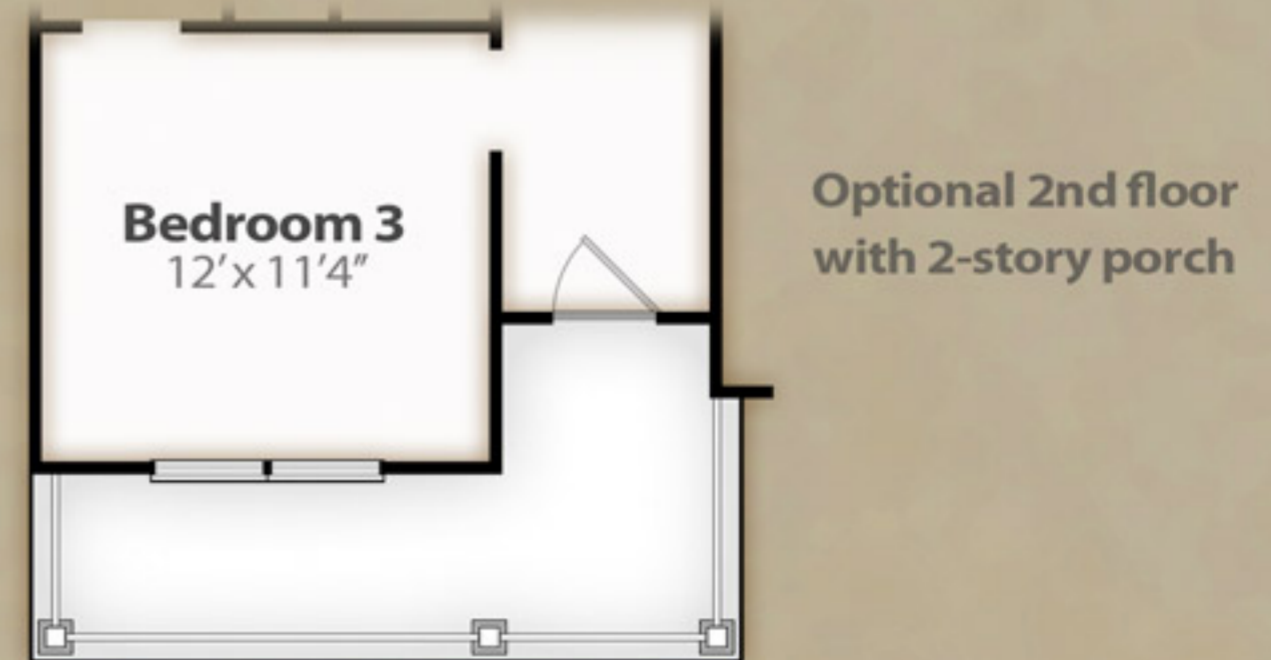 Bedroom 3
12′ x 11′4″
Optional 2nd floor
with 2-story porch